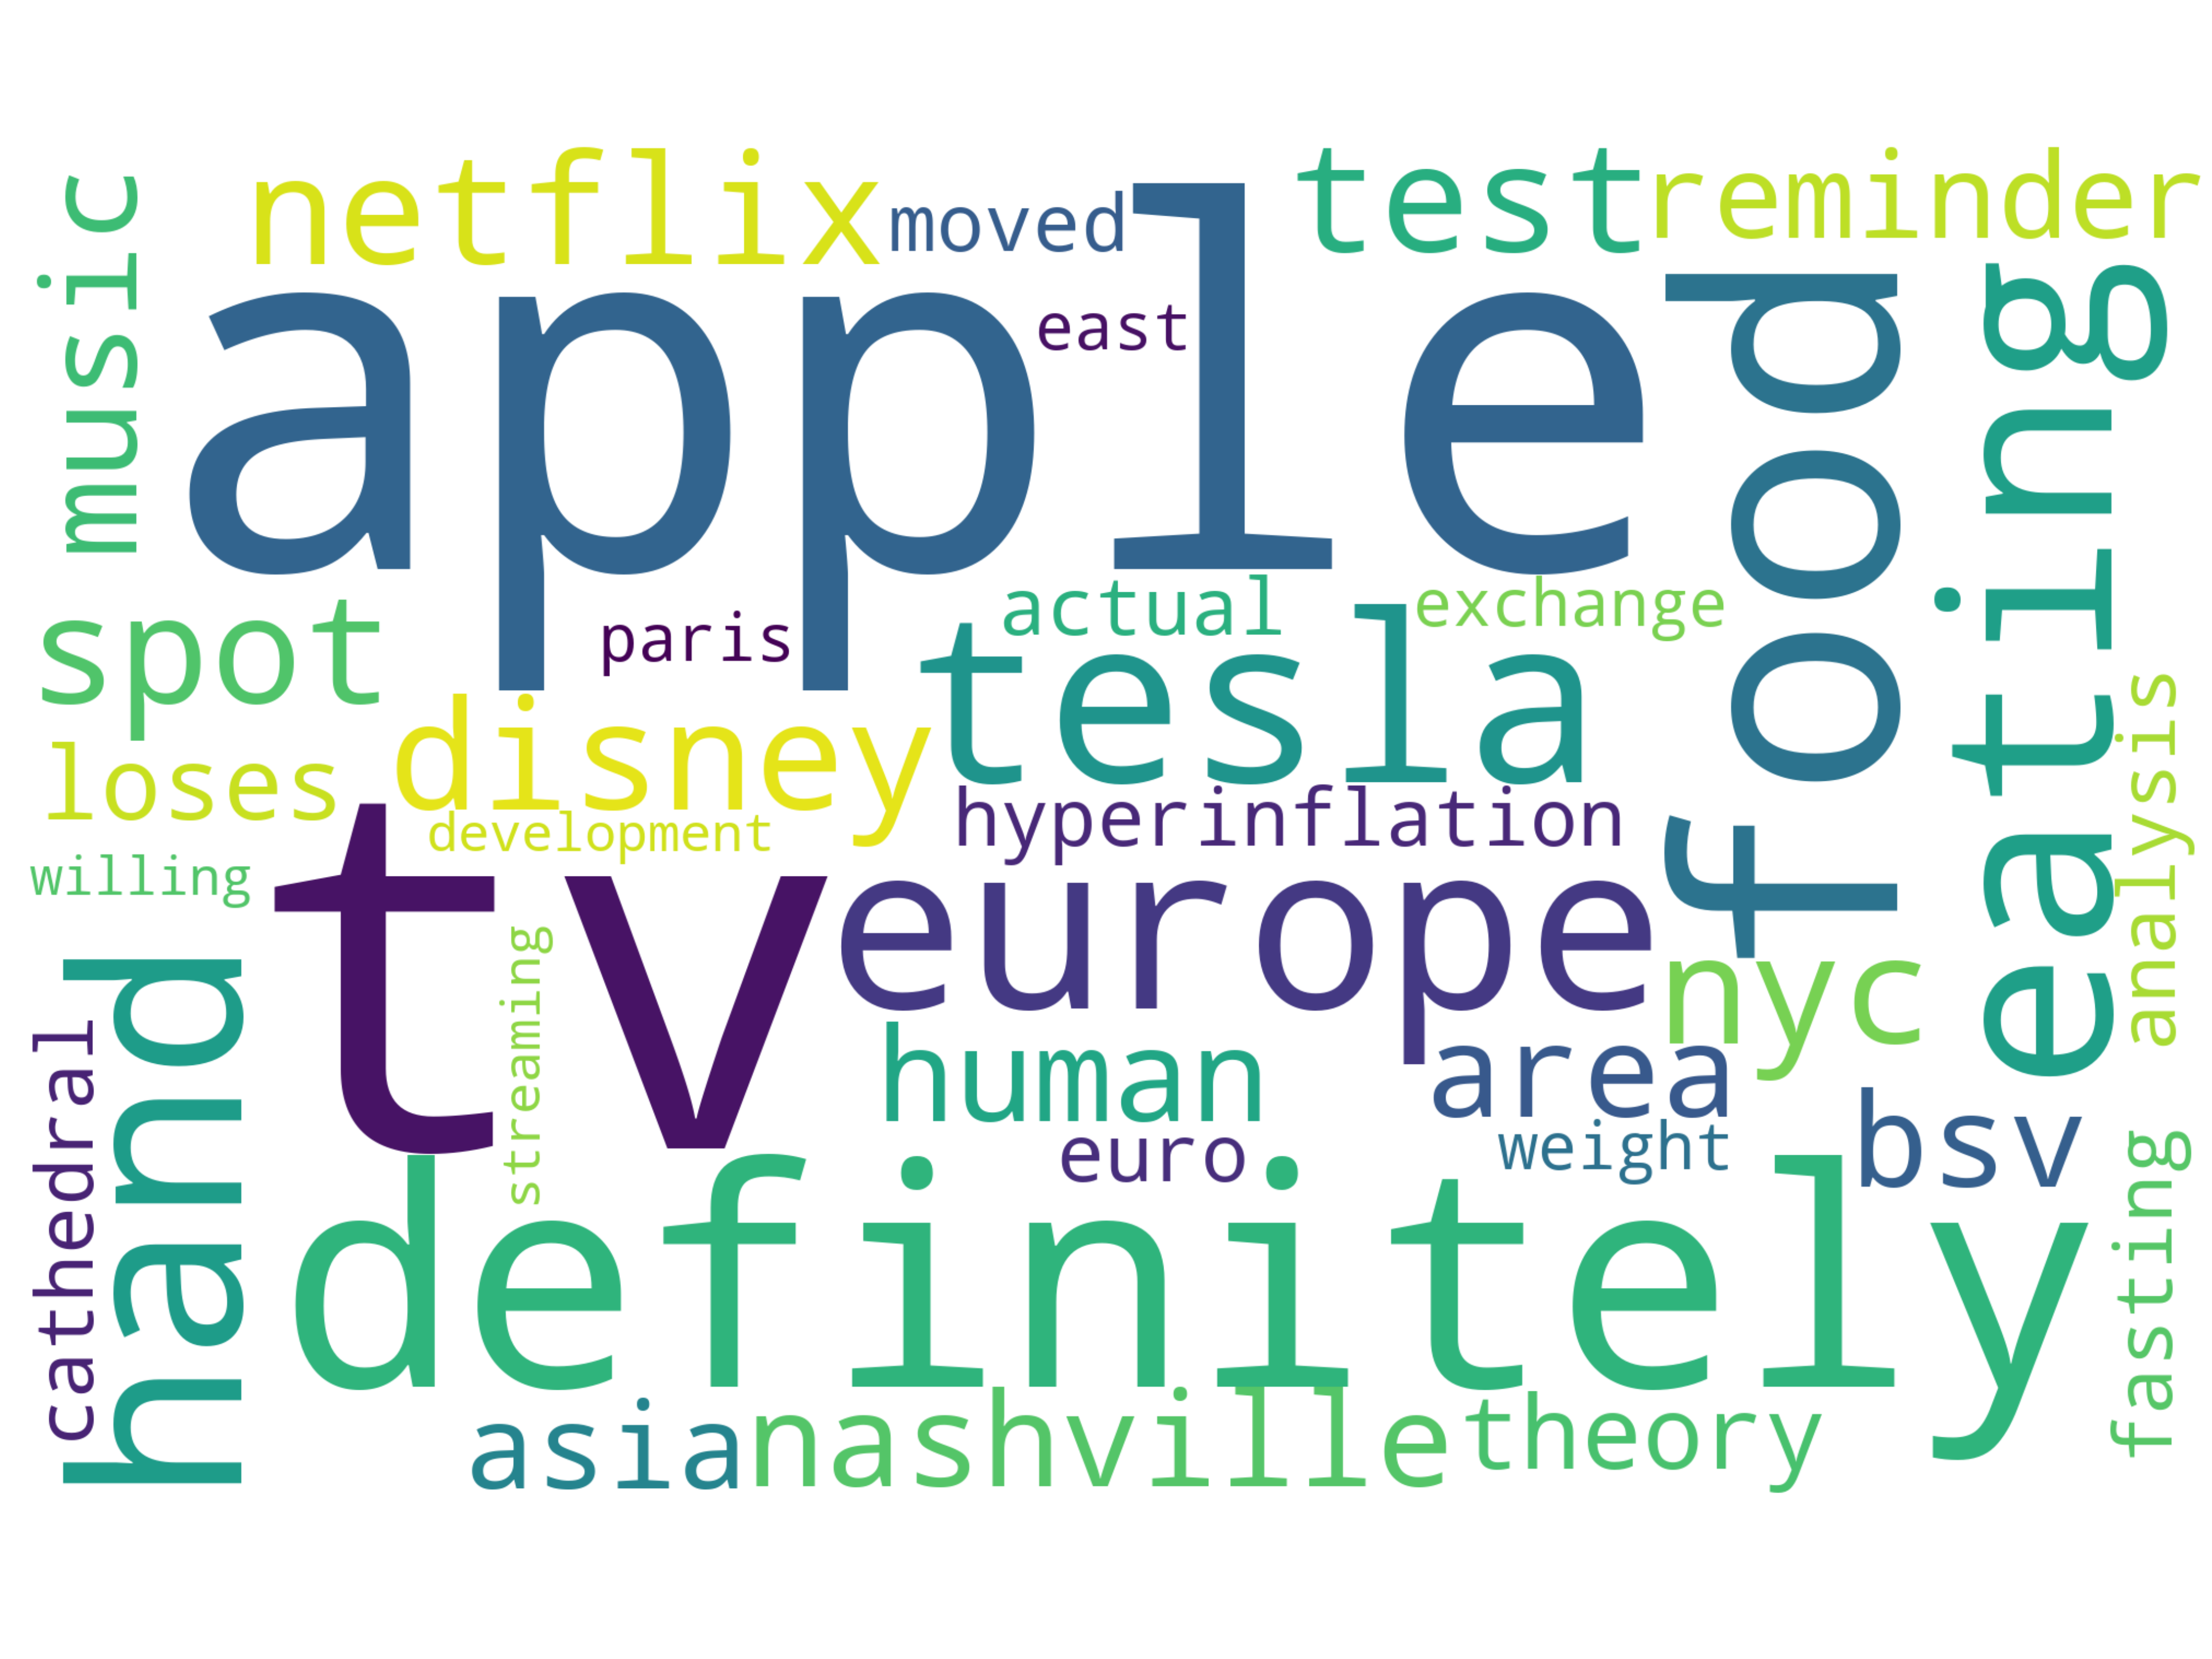 netflix
test
reminder
moved
music
apple
east
food
eating
actual
exchange
spot
paris
tesla
disney
loses
hyperinflation
development
analysis
willing
tv
europe
streaming
nyc
hand
human
area
cathedral
euro
weight
bsv
definitely
fasting
asia
nashville
theory